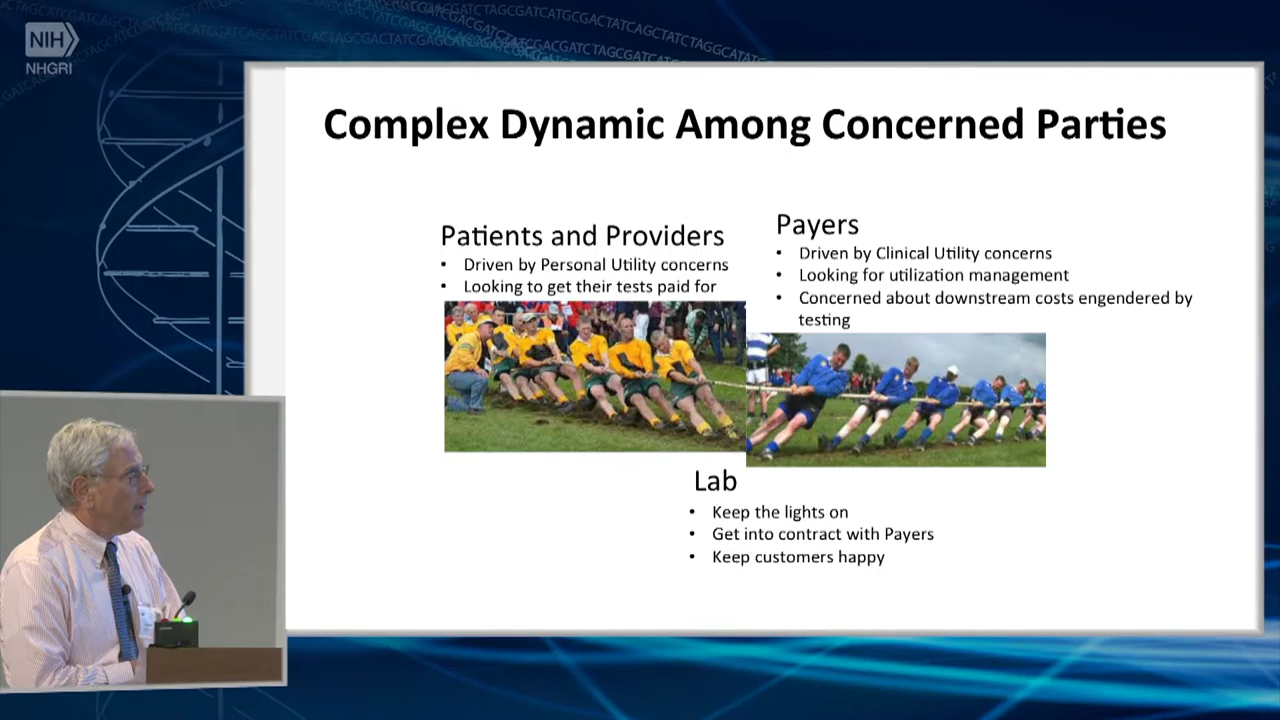 NIH
NHGRI
Complex Dynamic Among Concerned Parties
Patients and Providers
• Driven by Personal Utility concerns
• Looking to get their tests paid for
Payers
• Driven by Clinical Utility concerns
• Looking for utilization management
• Concerned about downstream costs engendered by
testing
Lab
• Keep the lights on
• Get into contract with Payers
• Keep customers happy